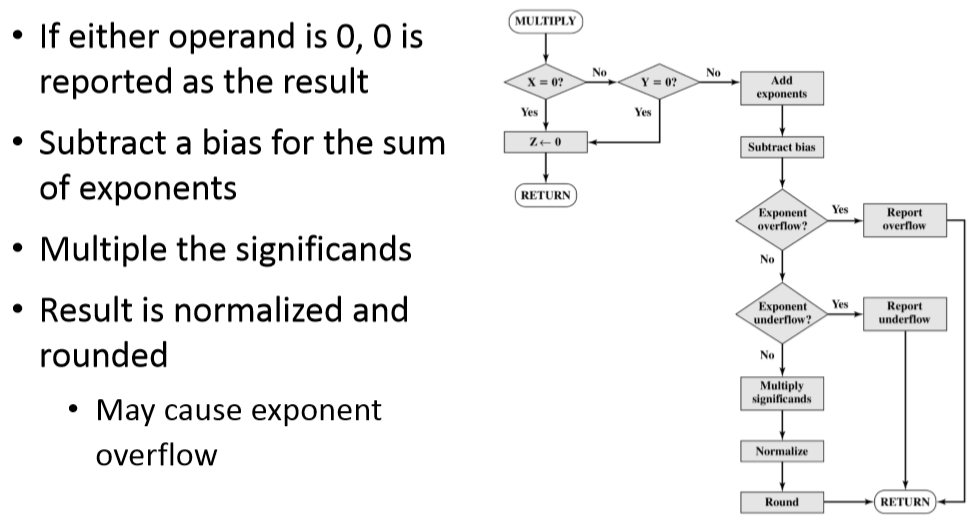 • If either operand is 0, 0 is
reported as the result
• Subtract a bias for the sum
of exponents
• Multiple the significands
• Result is normalized and
rounded
• May cause exponent
overflow
MULTIPLY
X = 0?
No
Y = 0?
No
Add
exponents
Yes
Yes
Z ← 0
Subtract bias
RETURN
Exponent
overflow?
Yes
Report
overflow
No
Exponent
underflow?
Yes
Report
underflow
No
Multiply
significands
Normalize
Round
RETURN